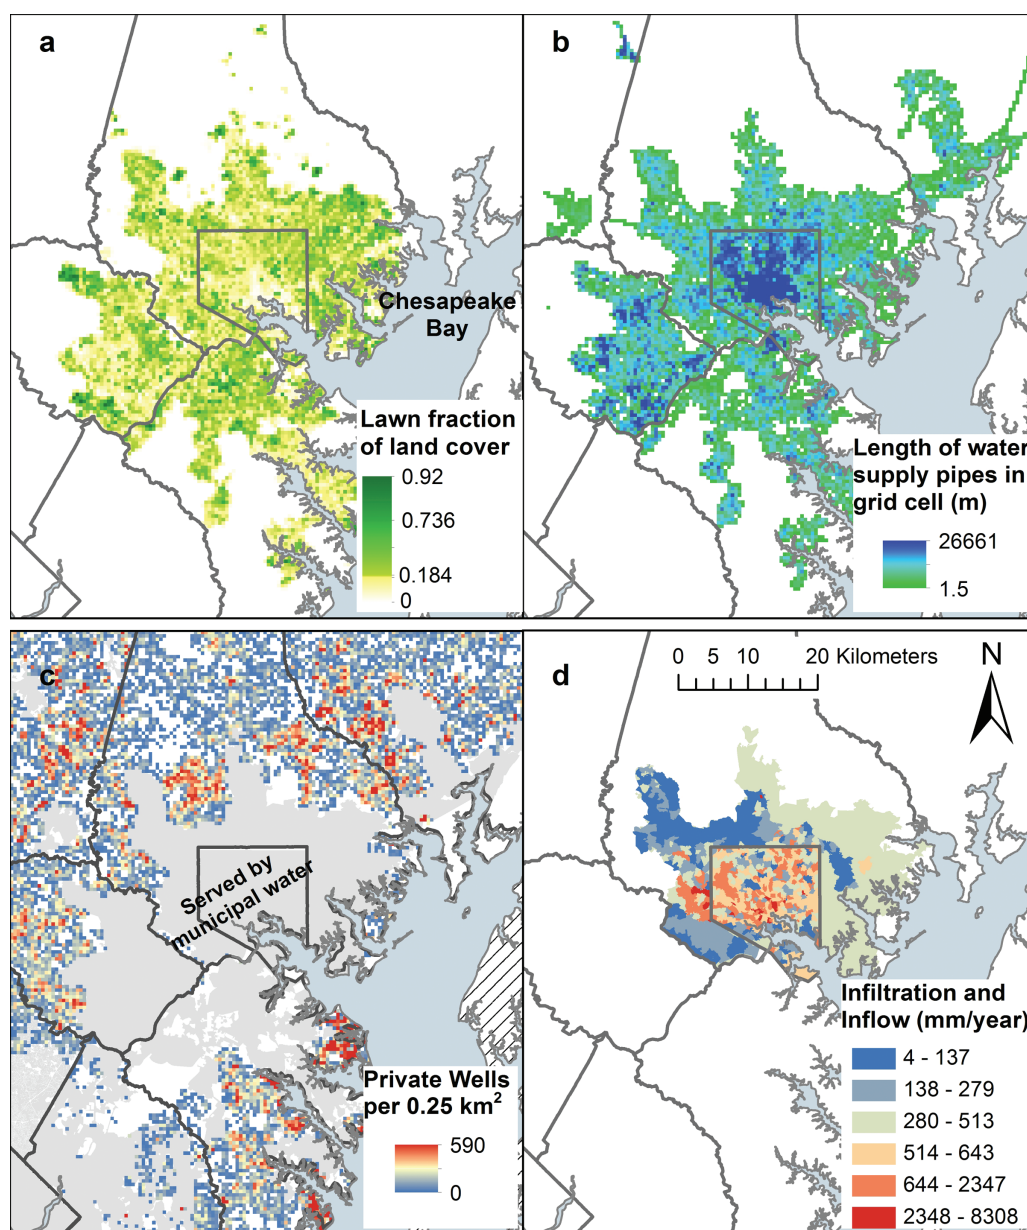 a
Chesapeake
Bay
Lawn fraction
of land cover
0.92
0.736
0.184
0
b
Length of water
supply pipes in
grid cell (m)
26661
1.5
c
Served by
municipal water
Private Wells
per 0.25 km²
590
0
d
0 5 10 20 Kilometers
N
Infiltration and
Inflow (mm/year)
4 - 137
138 - 279
280 - 513
514 - 643
644 - 2347
2348 - 8308